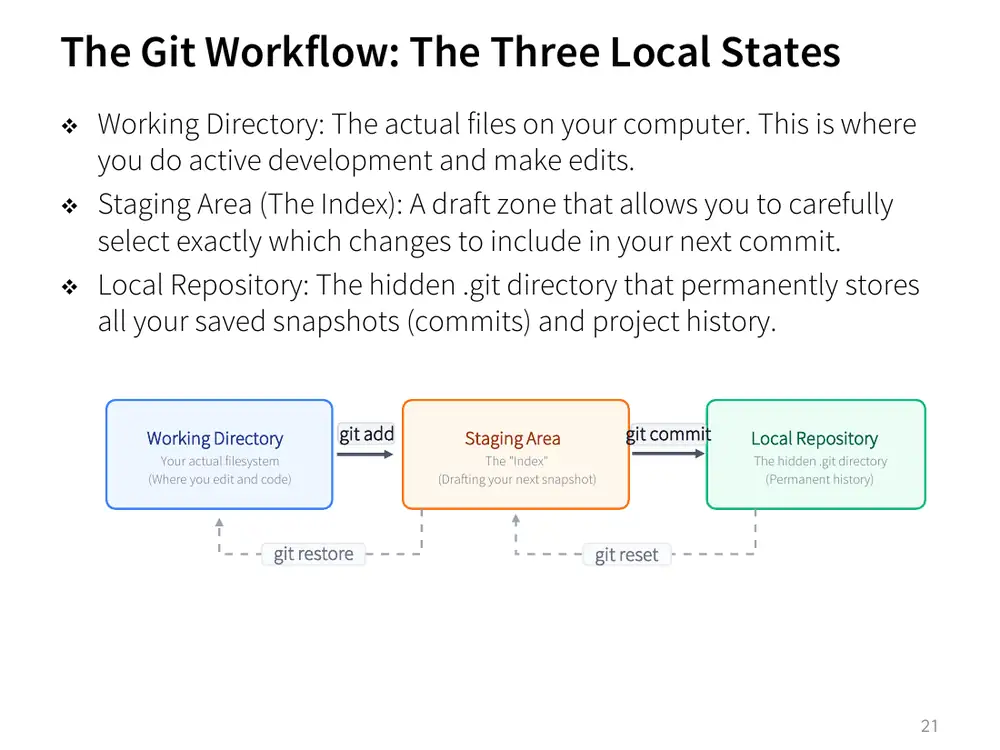 The Git Workflow: The Three Local States
❖ Working Directory: The actual files on your computer. This is where
you do active development and make edits.
❖ Staging Area (The Index): A draft zone that allows you to carefully
select exactly which changes to include in your next commit.
❖ Local Repository: The hidden .git directory that permanently stores
all your saved snapshots (commits) and project history.
Working Directory
Your actual filesystem
(Where you edit and code)
git add
Staging Area
The "Index"
(Drafting your next snapshot)
git commit
Local Repository
The hidden .git directory
(Permanent history)
git restore
git reset
21